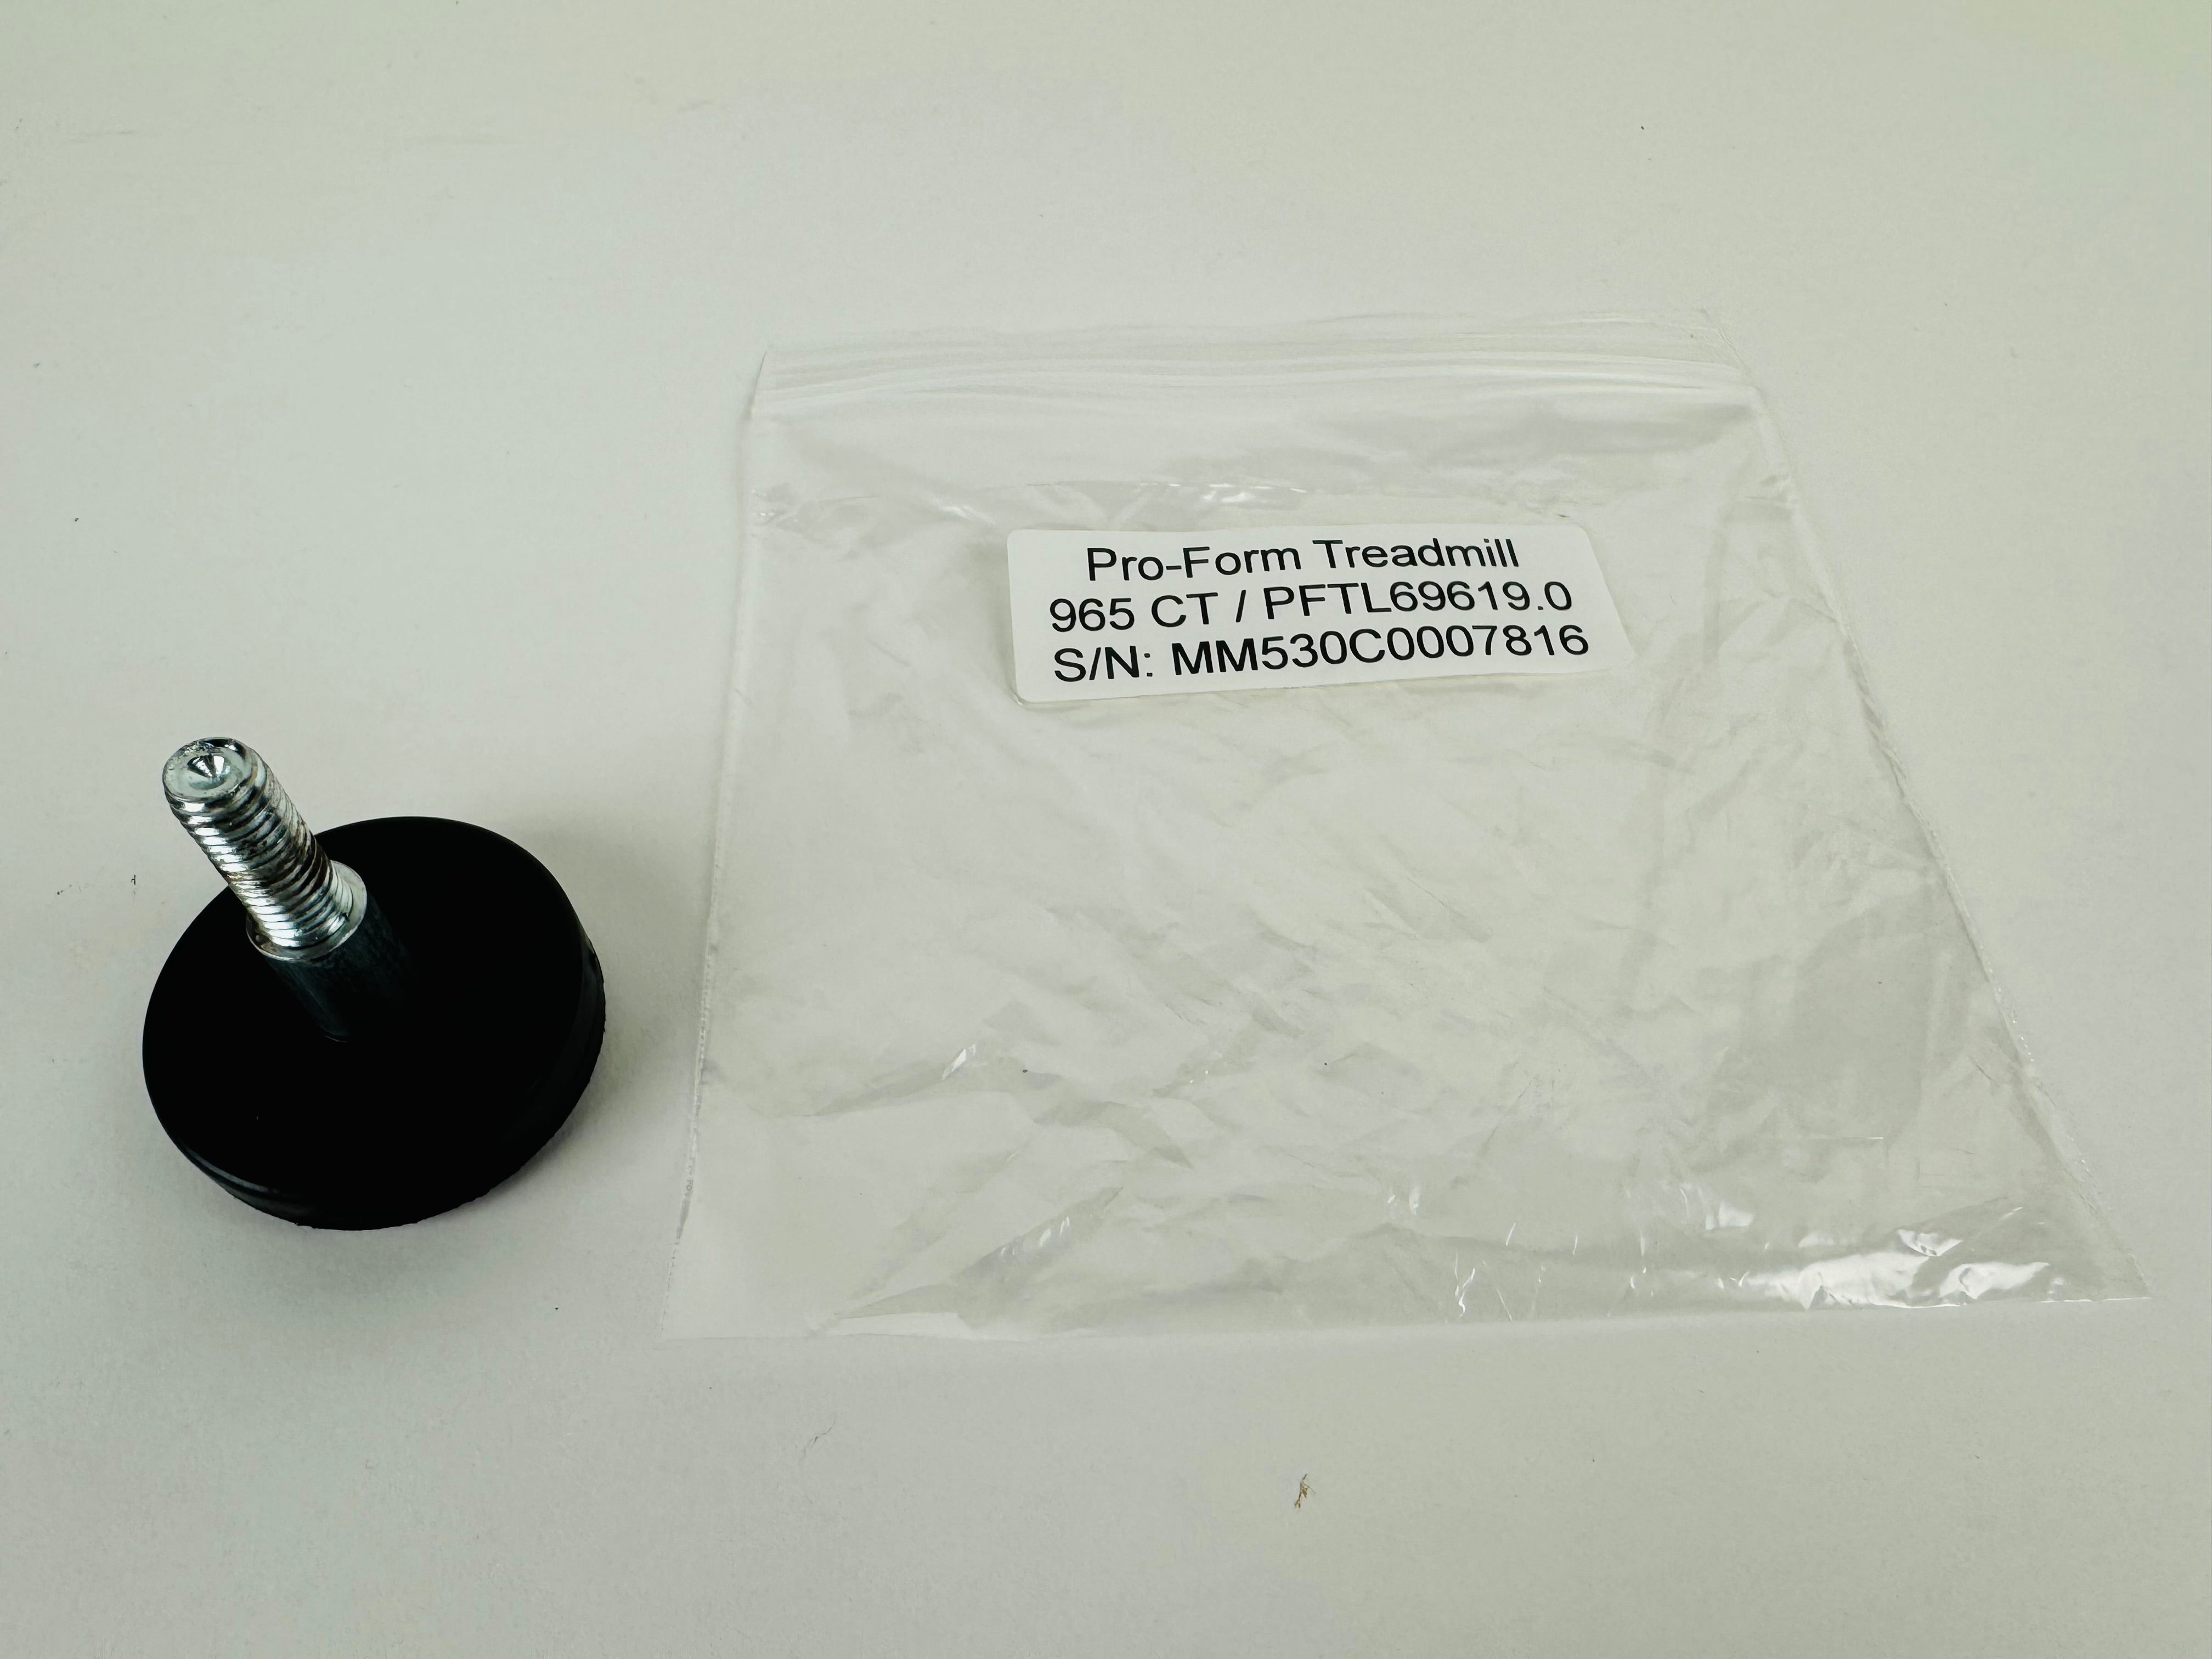 Pro-Form Treadmill
965 CT / PFTL69619.0
S/N: MM530C0007816